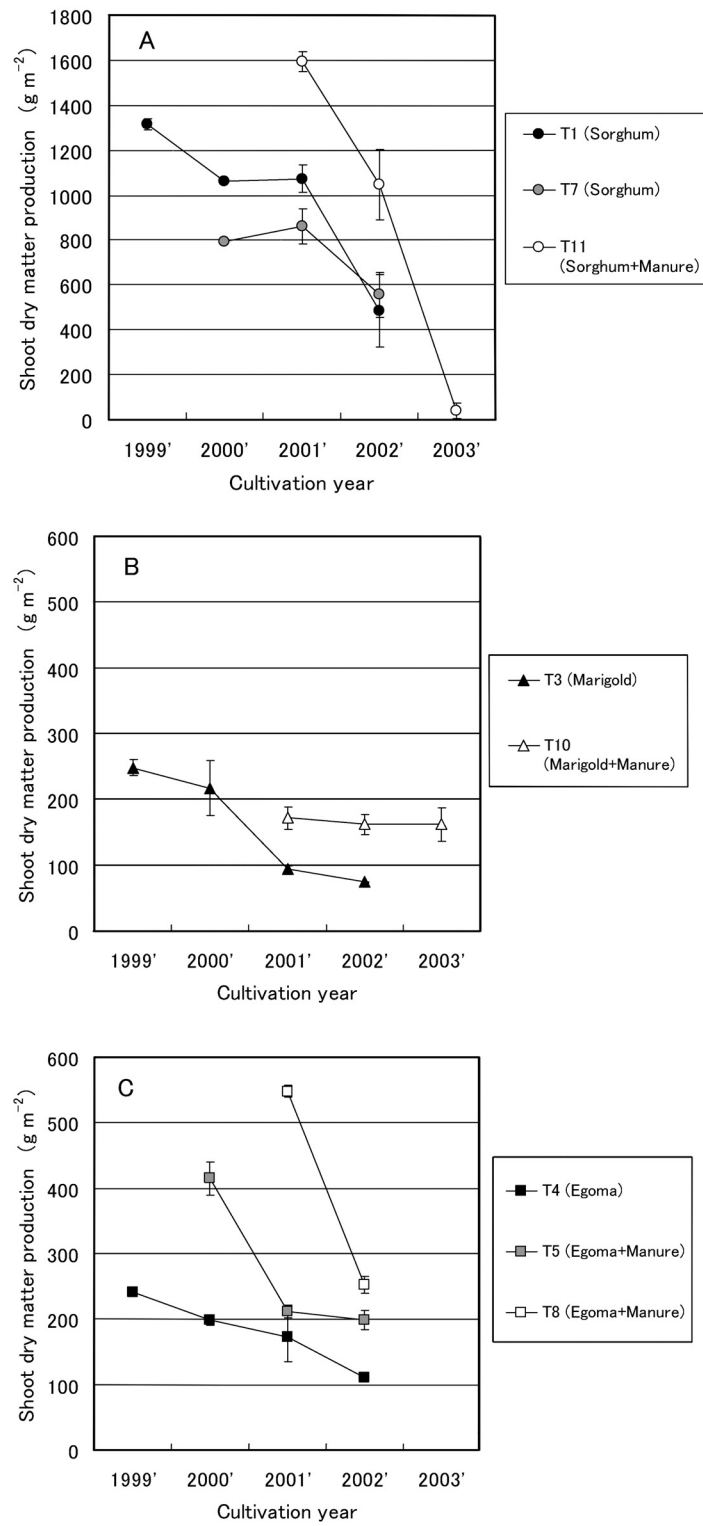 A
Shoot dry matter production (g m⁻²)
1800
1600
1400
1200
1000
800
600
400
200
0
1999' 2000' 2001' 2002' 2003'
Cultivation year
T1 (Sorghum)
T7 (Sorghum)
T11
(Sorghum+Manure)
B
Shoot dry matter production (g m⁻²)
600
500
400
300
200
100
0
1999' 2000' 2001' 2002' 2003'
Cultivation year
T3 (Marigold)
T10
(Marigold+Manure)
C
Shoot dry matter production (g m⁻²)
600
500
400
300
200
100
0
1999' 2000' 2001' 2002' 2003'
Cultivation year
T4 (Egoma)
T5 (Egoma+Manure)
T8 (Egoma+Manure)